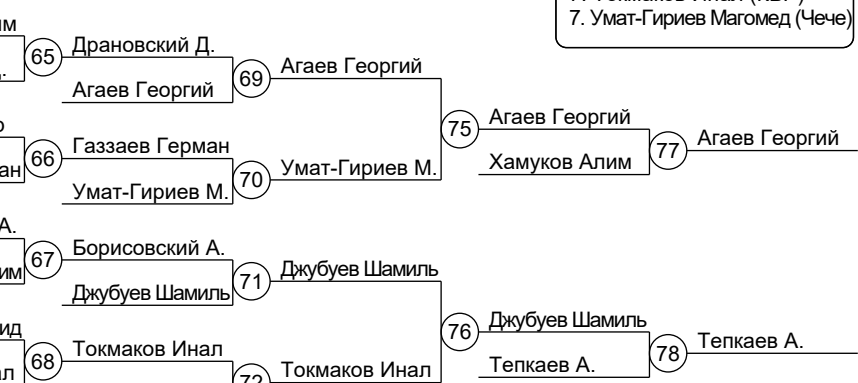 7. Умат-Гириев Магомед (Чече)
65
Драновский Д.
Агаев Георгий
69
Агаев Георгий
66
Газзаев Герман
Умат-Гириев М.
70
Умат-Гириев М.
75
Агаев Георгий
Хамуков Алим
77
Агаев Георгий
А.
67
Борисовский А.
Джубуев Шамиль
71
Джубуев Шамиль
68
Токмаков Инал
72
Токмаков Инал
76
Джубуев Шамиль
Тепкаев А.
78
Тепкаев А.